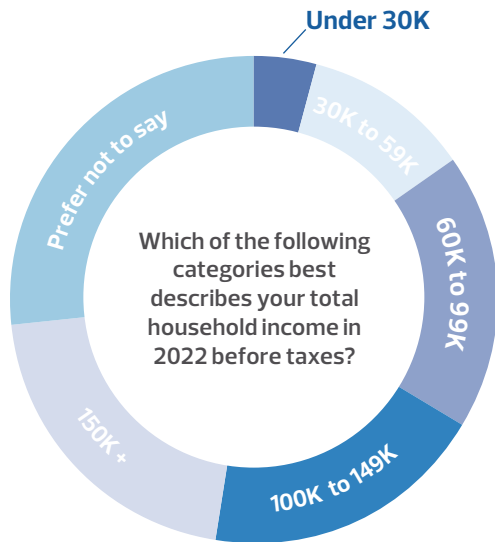 Under 30K
30K to 59K
60K to 99K
100K to 149K
150K +
Prefer not to say
Which of the following
categories best
describes your total
household income in
2022 before taxes?